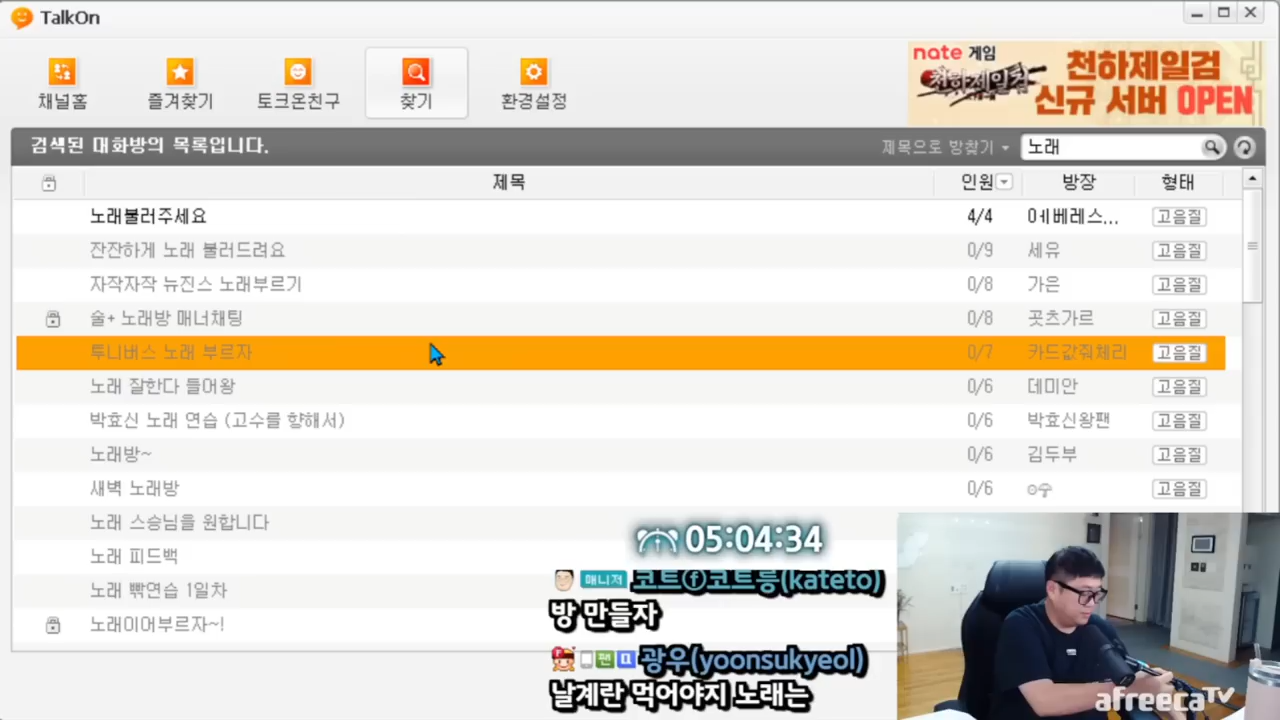 TalkOn
채널홈
즐겨찾기
토크온친구
찾기
환경설정
nate 게임
천하제일검
천하제일검
신규 서버 OPEN
검색된 대화방의 목록입니다.
제목으로 방찾기
노래
제목 인원 방장 형태
노래불러주세요 4/4 에베레스... 고음질
잔잔하게 노래 불러드려요 0/9 세유 고음질
자작자작 뉴진스 노래부르기 0/8 가은 고음질
술+ 노래방 매너채팅 0/8 곳츠가르 고음질
투니버스 노래 부르자 0/7 카드값줘체리 고음질
노래 잘한다 들어왕 0/6 데미안 고음질
박효신 노래 연습 (고수를 향해서) 0/6 박효신왕팬 고음질
노래방~ 0/6 김두부 고음질
새벽 노래방 0/6 고음질
노래 스승님을 원합니다
노래 피드백
노래 빡연습 1일차
노래이어부르자~!
05:04:34
매니저 코트ⓕ코트릉(kateto)
방 만들자
팬 광우(yoonsukyeol)
날계란 먹어야지 노래는
afreecaTV